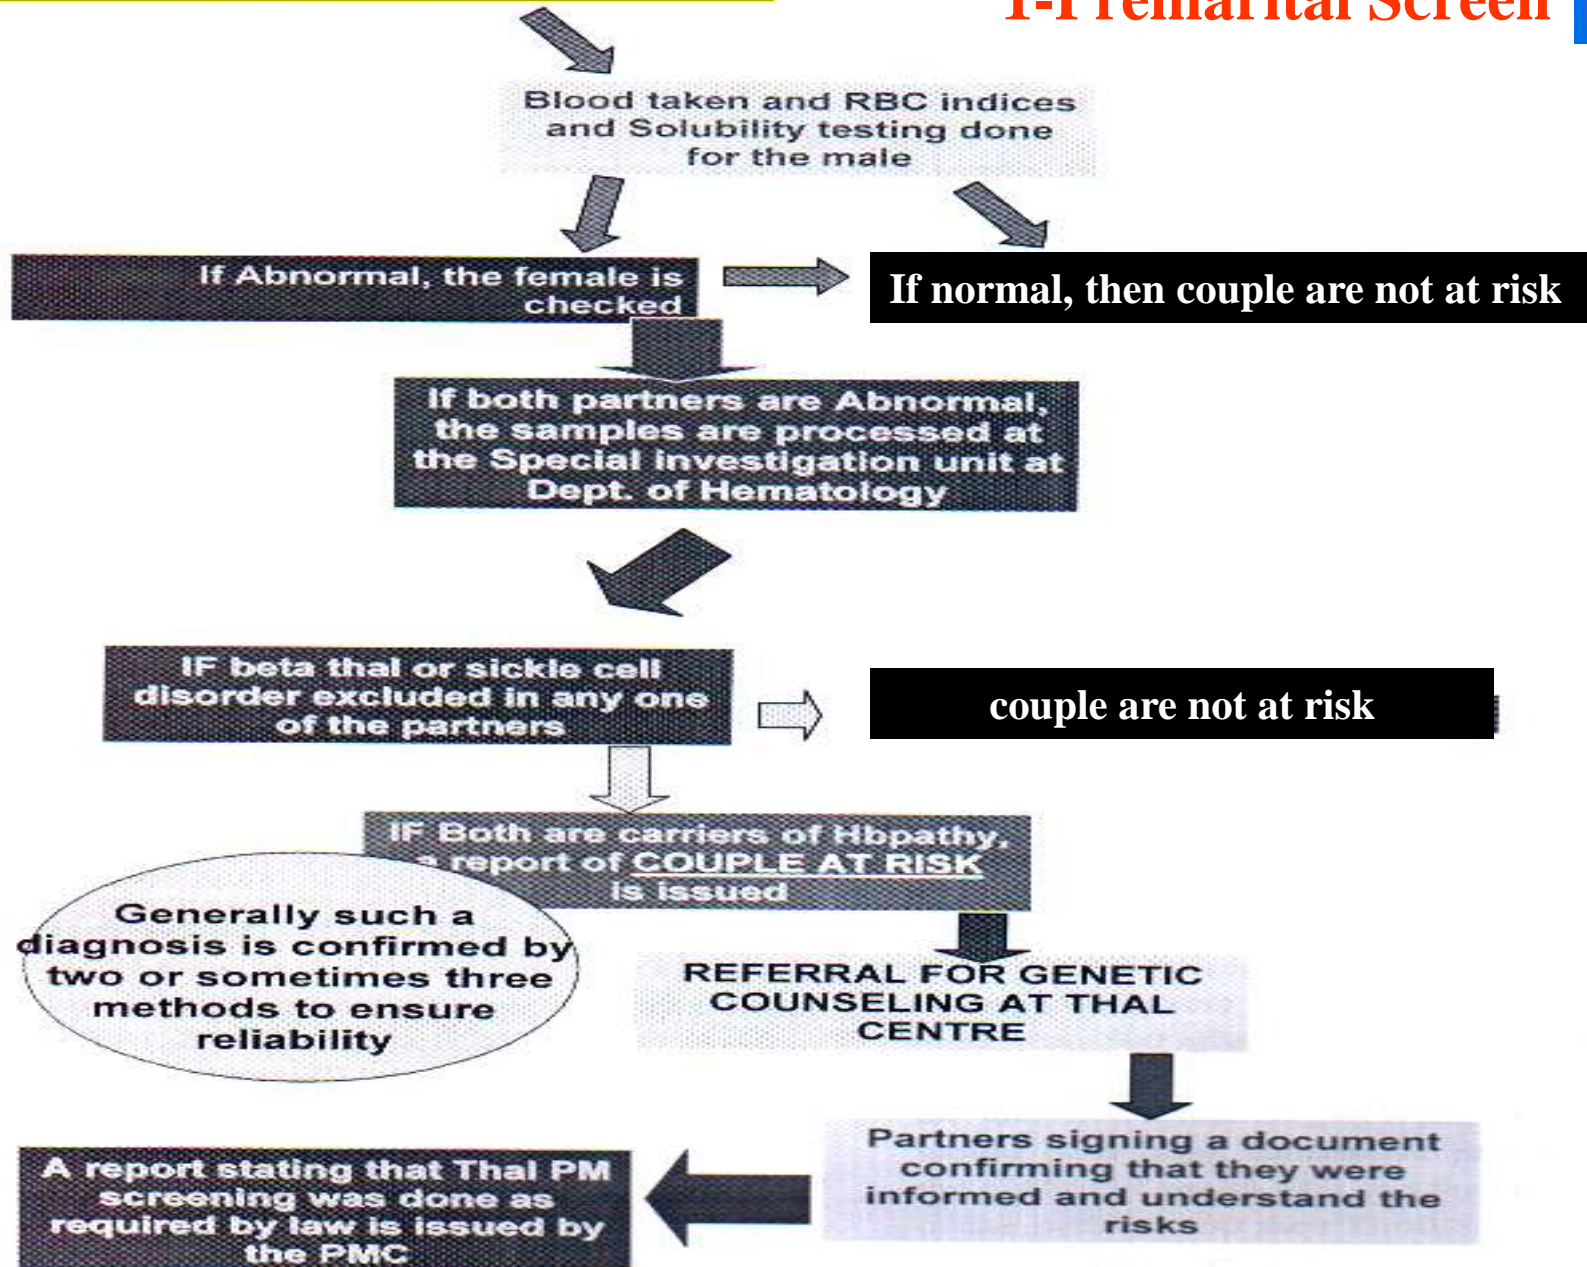 1-Premarital Screen
Blood taken and RBC indices
and Solubility testing done
for the male
If Abnormal, the female is
checked
If normal, then couple are not at risk
If both partners are Abnormal,
the samples are processed at
the Special investigation unit at
Dept. of Hematology
IF beta thal or sickle cell
disorder excluded in any one
of the partners
couple are not at risk
IF Both are carriers of Hbpathy,
a report of COUPLE AT RISK
is issued
Generally such a
diagnosis is confirmed by
two or sometimes three
methods to ensure
reliability
REFERRAL FOR GENETIC
COUNSELING AT THAL
CENTRE
Partners signing a document
confirming that they were
informed and understand the
risks
A report stating that Thal PM
screening was done as
required by law is issued by
the PMC